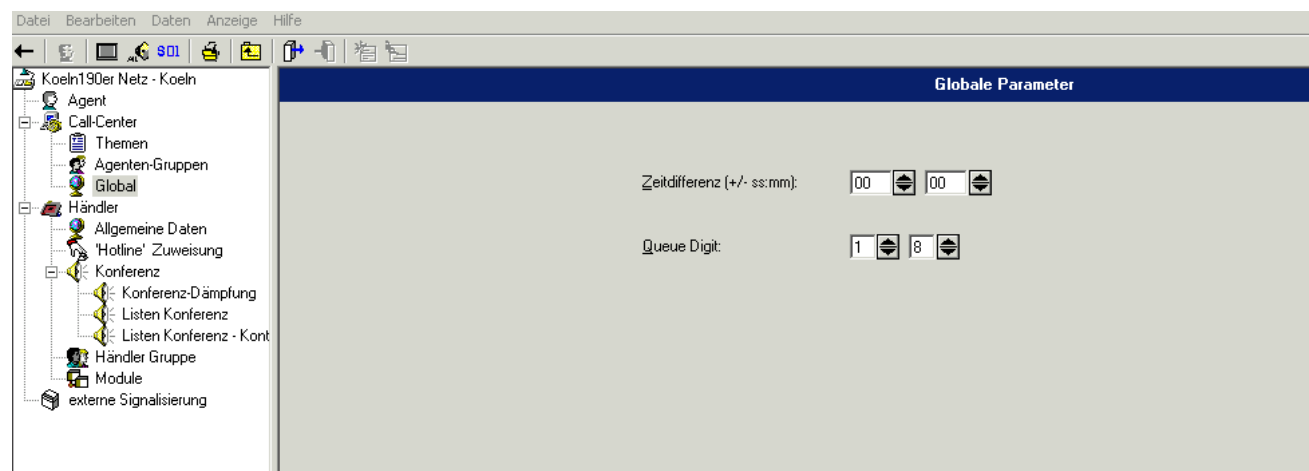 Datei Bearbeiten Daten Anzeige Hilfe
S01
Koeln190er Netz - Koeln
Globale Parameter
Agent
Call-Center
Themen
Agenten-Gruppen
Global
Zeitdifferenz (+/- ss:mm): 00 00
Händler
Allgemeine Daten
'Hotline' Zuweisung
Queue Digit: 1 8
Konferenz
Konferenz-Dämpfung
Listen Konferenz
Listen Konferenz - Kont
Händler Gruppe
Module
externe Signalisierung